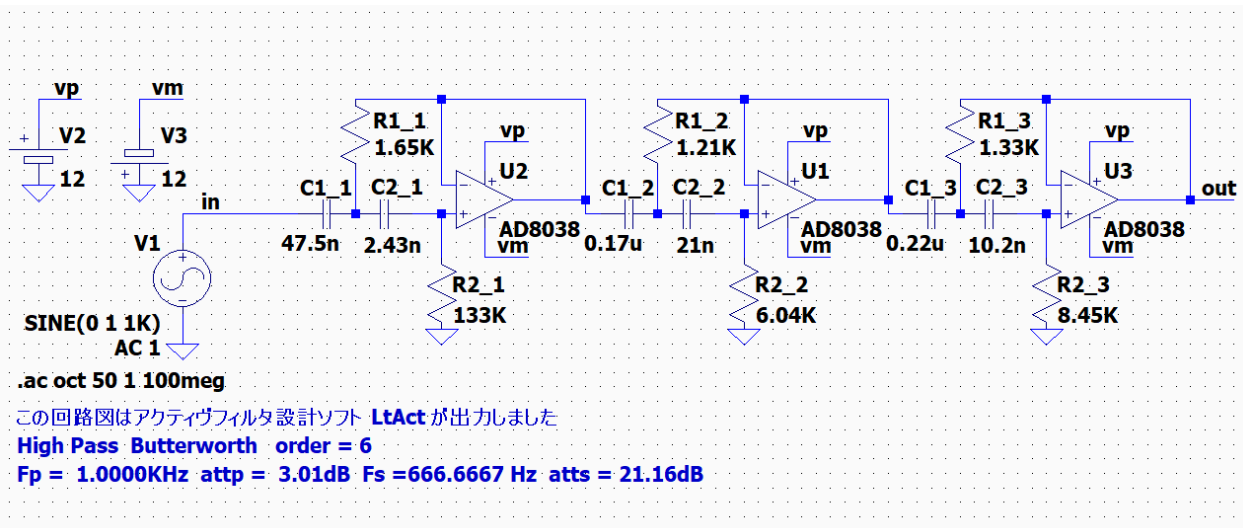 vp
vm
V2
V3
12
12
in
V1
SINE(0 1 1K)
AC 1
C1_1
47.5n
C2_1
2.43n
R1_1
1.65K
R2_1
133K
vp
U2
AD8038
vm
C1_2
0.17u
C2_2
21n
R1_2
1.21K
R2_2
6.04K
vp
U1
AD8038
vm
C1_3
0.22u
C2_3
10.2n
R1_3
1.33K
R2_3
8.45K
vp
U3
AD8038
vm
out
.ac oct 50 1 100meg
この回路図はアクティヴフィルタ設計ソフト LtAct が出力しました
High Pass Butterworth order = 6
Fp = 1.0000KHz attp = 3.01dB Fs =666.6667 Hz atts = 21.16dB